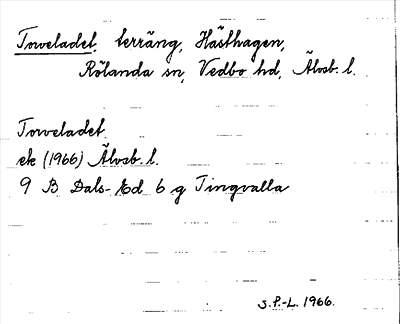 Torveladet, terräng, Hästhagen,
Rölanda sn, Vedbo hd, Älvsb. l.
Torveladet
ek (1966) Älvsb. l.
9 B Dals-Ed 6 g Tingvalla
S.P.-L. 1966.